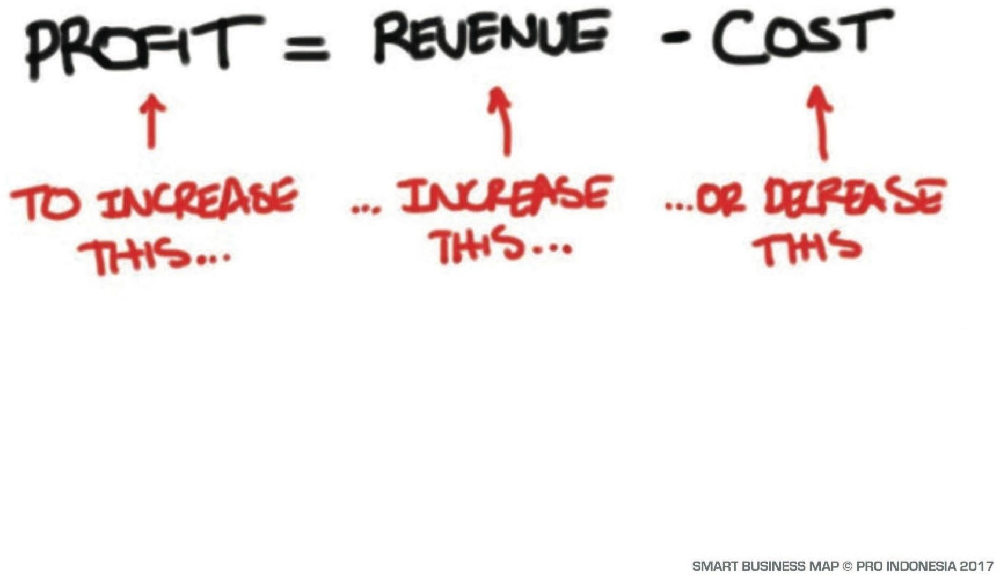 PROFIT = REVENUE - COST
TO INCREASE ... INCREASE ...OR DECREASE
THIS... THIS... THIS
SMART BUSINESS MAP © PRO INDONESIA 2017